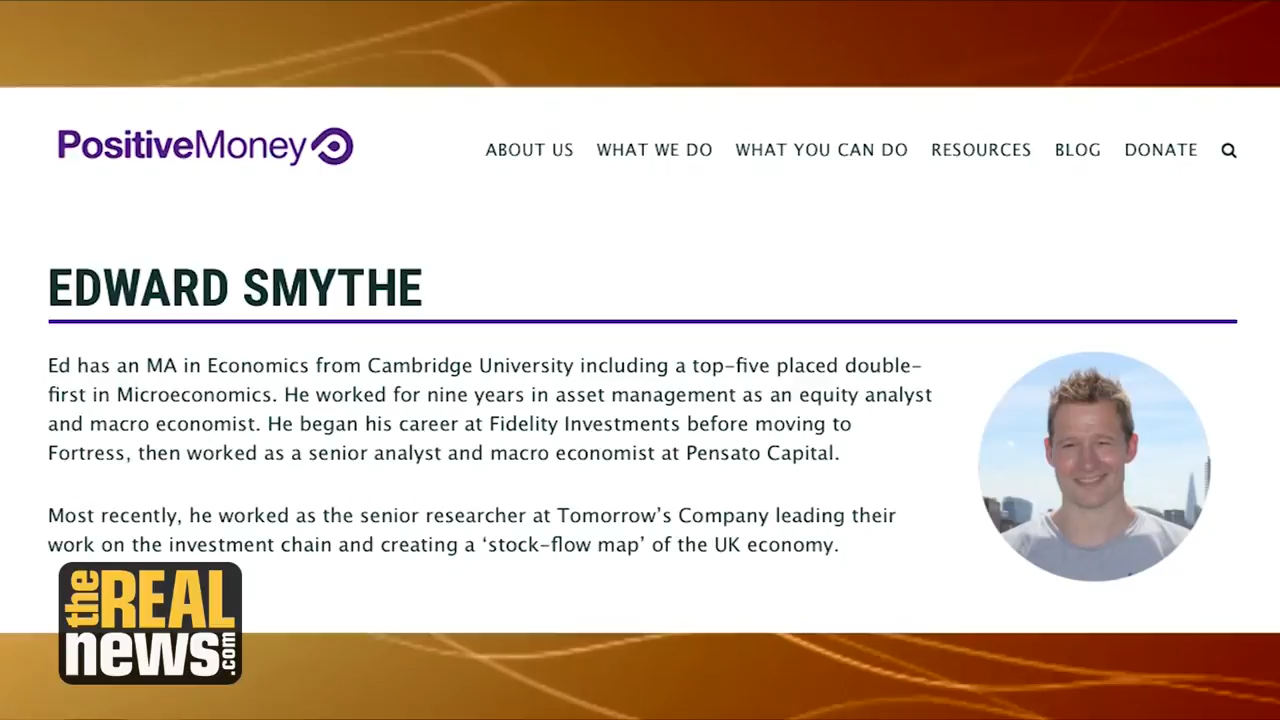 PositiveMoney
ABOUT US WHAT WE DO WHAT YOU CAN DO RESOURCES BLOG DONATE
EDWARD SMYTHE
Ed has an MA in Economics from Cambridge University including a top-five placed double-
first in Microeconomics. He worked for nine years in asset management as an equity analyst
and macro economist. He began his career at Fidelity Investments before moving to
Fortress, then worked as a senior analyst and macro economist at Pensato Capital.
Most recently, he worked as the senior researcher at Tomorrow's Company leading their
work on the investment chain and creating a ‘stock-flow map’ of the UK economy.
the REAL
news.com